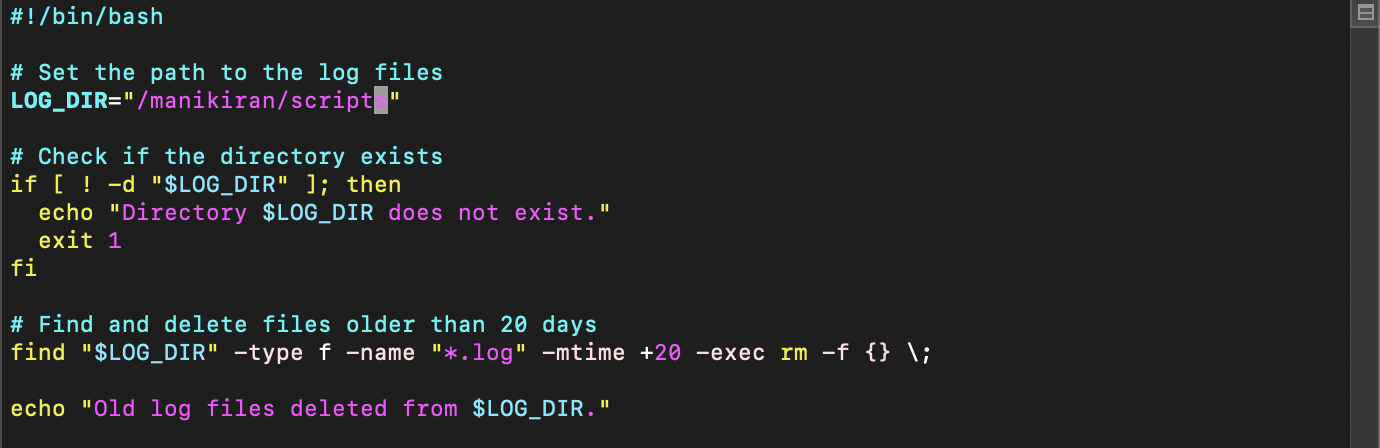 #!/bin/bash
# Set the path to the log files
LOG_DIR="/manikiran/scripts"
# Check if the directory exists
if [ ! -d "$LOG_DIR" ]; then
  echo "Directory $LOG_DIR does not exist."
  exit 1
fi
# Find and delete files older than 20 days
find "$LOG_DIR" -type f -name "*.log" -mtime +20 -exec rm -f {} \;
echo "Old log files deleted from $LOG_DIR."